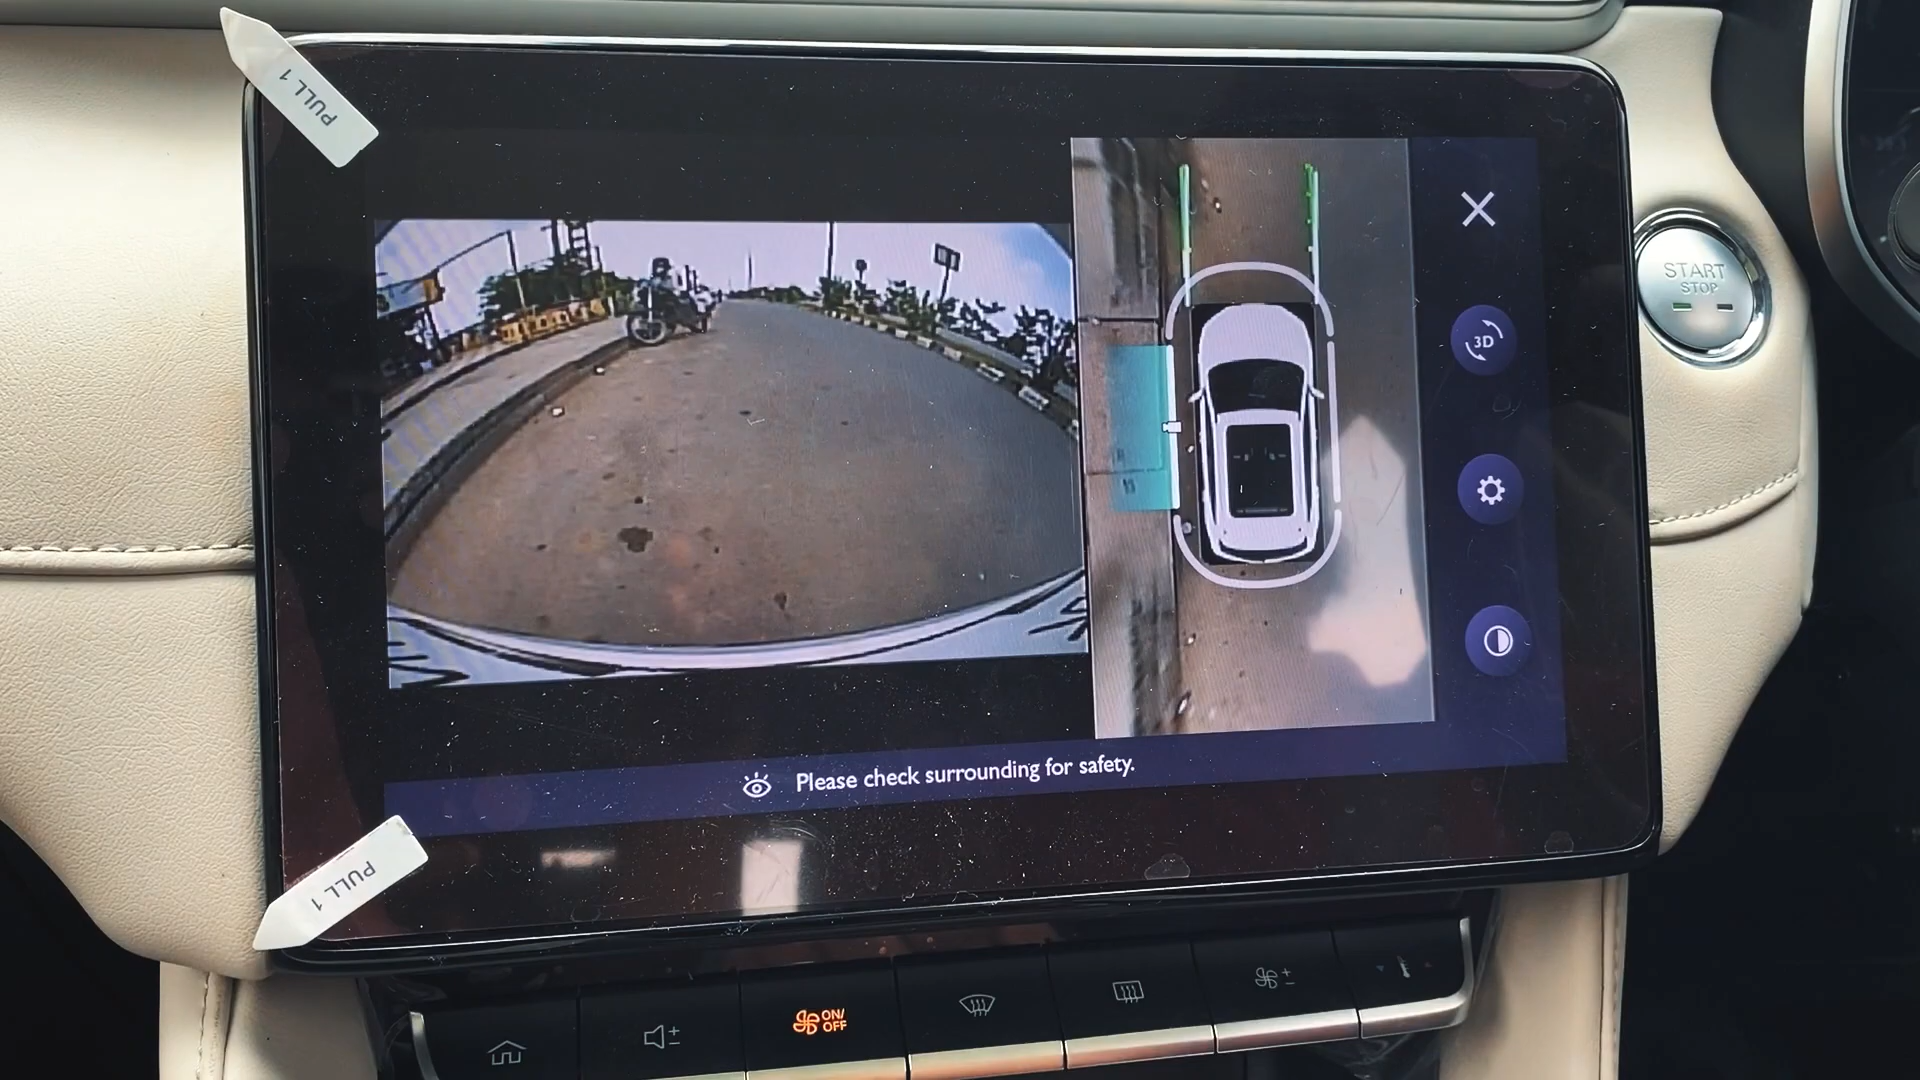 PULL 1
START
STOP
3D
Please check surrounding for safety.
PULL 1
ON/
OFF